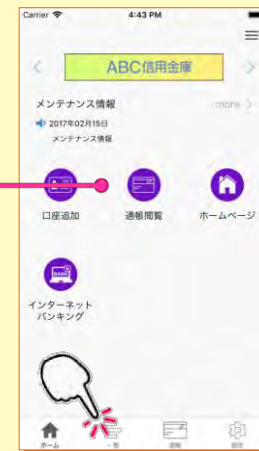 Carrier
4:43 PM
ABC信用金庫
メンテナンス情報
more
2017年02月15日
メンテナンス情報
口座追加
通帳閲覧
ホームページ
BANK
インターネット
バンキング
ホーム
通帳
設定